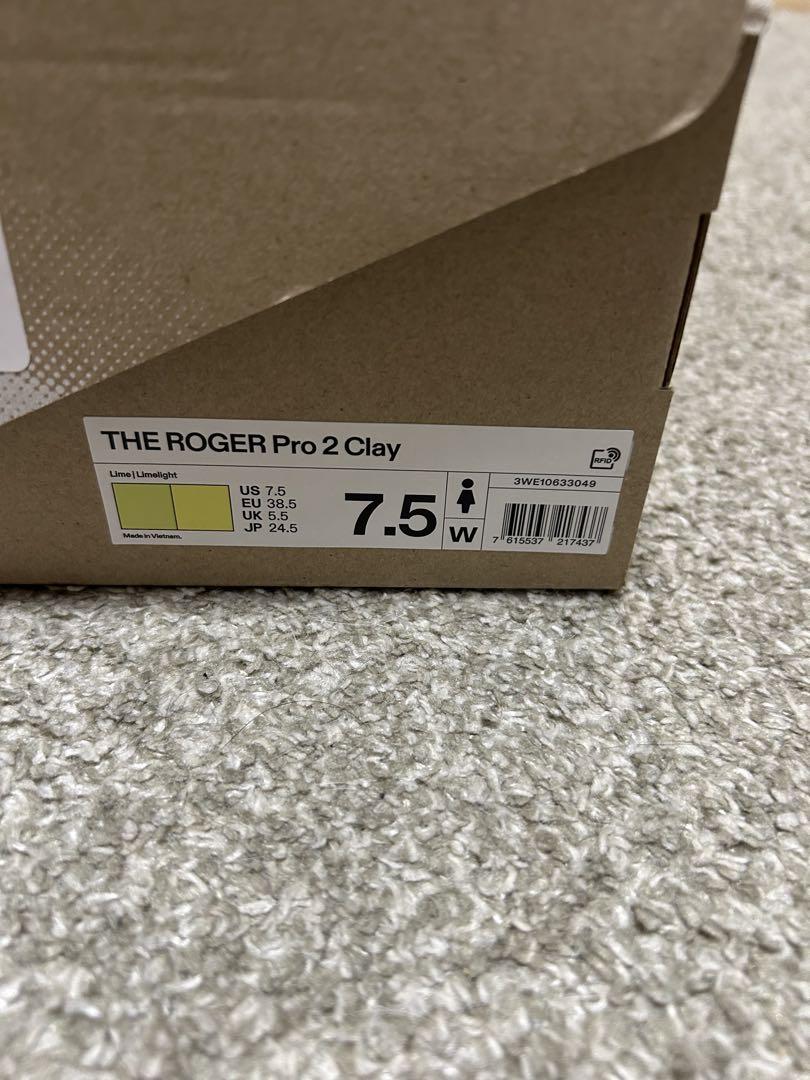 THE ROGER Pro 2 Clay
RFID
Lime | Limelight
US 7.5
EU 38.5
UK 5.5
JP 24.5
Made in Vietnam.
7.5
W
3WE10633049
7 615537 217437